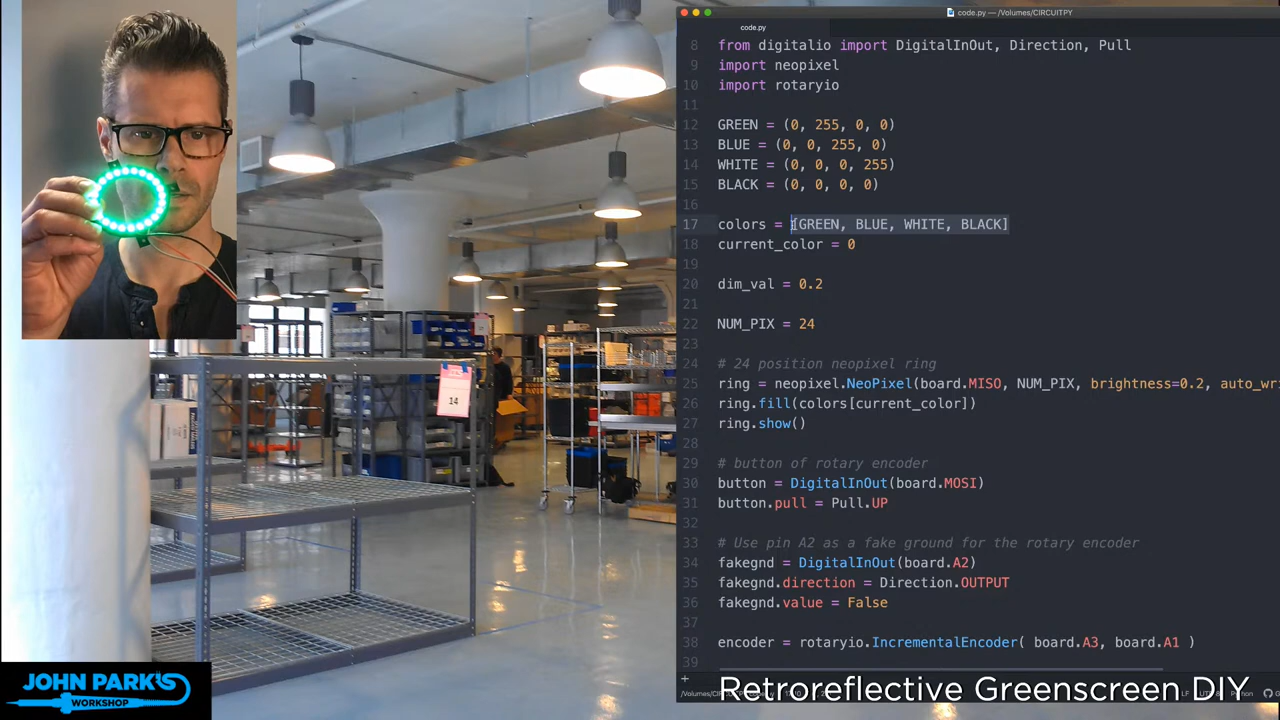 code.py — /Volumes/CIRCUITPY
code.py
8 from digitalio import DigitalInOut, Direction, Pull
9 import neopixel
10 import rotaryio
11
12 GREEN = (0, 255, 0, 0)
13 BLUE = (0, 0, 255, 0)
14 WHITE = (0, 0, 0, 255)
15 BLACK = (0, 0, 0, 0)
16
17 colors = [GREEN, BLUE, WHITE, BLACK]
18 current_color = 0
19
20 dim_val = 0.2
21
22 NUM_PIX = 24
23
24 # 24 position neopixel ring
25 ring = neopixel.NeoPixel(board.MISO, NUM_PIX, brightness=0.2, auto_wr
26 ring.fill(colors[current_color])
27 ring.show()
28
29 # button of rotary encoder
30 button = DigitalInOut(board.MOSI)
31 button.pull = Pull.UP
32
33 # Use pin A2 as a fake ground for the rotary encoder
34 fakegnd = DigitalInOut(board.A2)
35 fakegnd.direction = Direction.OUTPUT
36 fakegnd.value = False
37
38 encoder = rotaryio.IncrementalEncoder( board.A3, board.A1 )
39
14
JOHN PARK'S
WORKSHOP
Retroreflective Greenscreen DIY